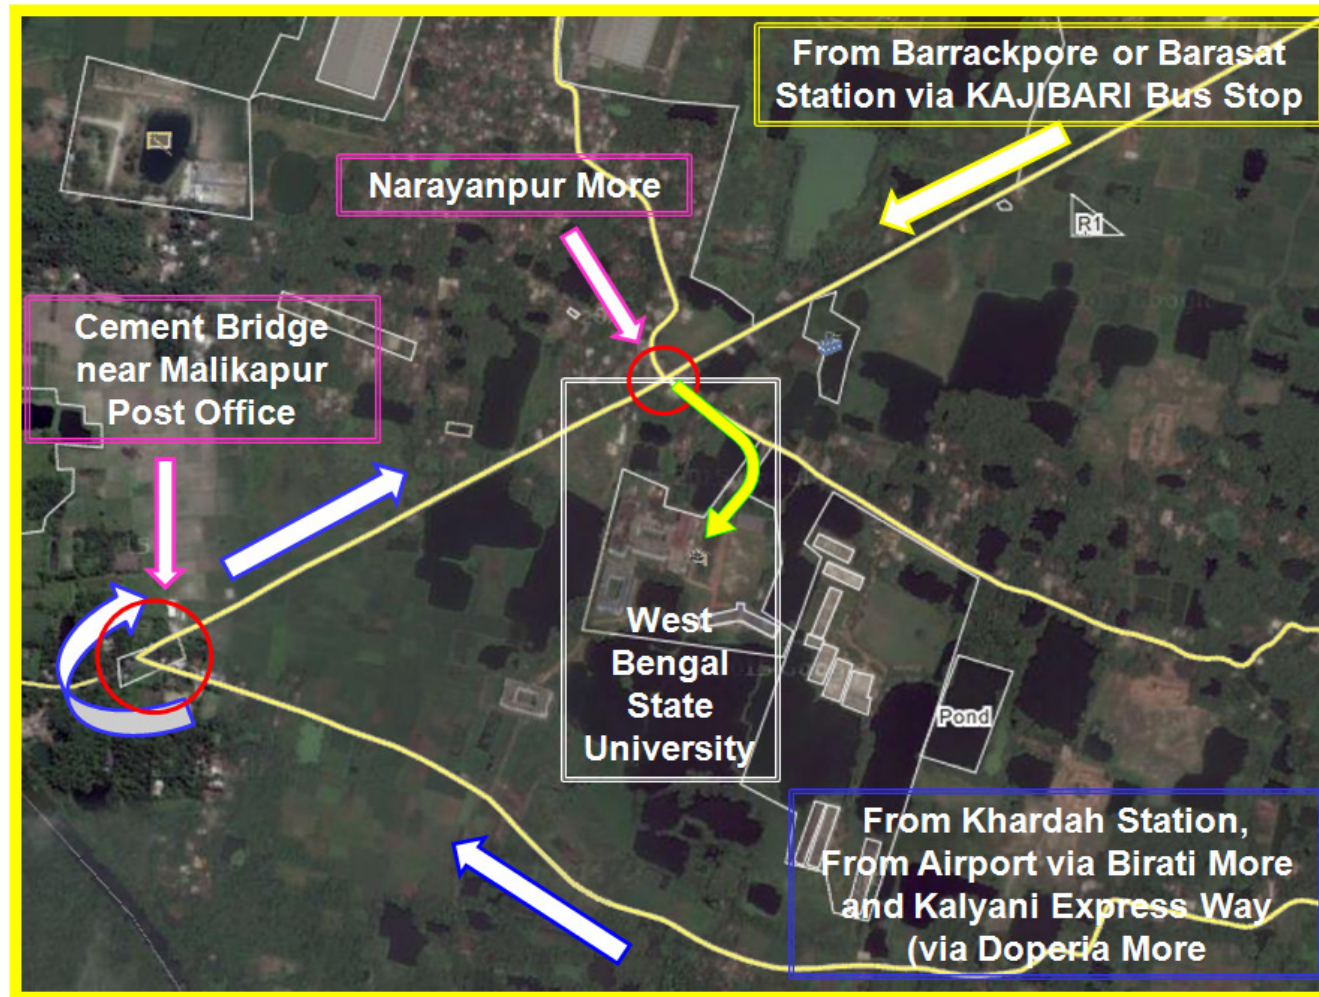 From Barrackpore or Barasat
Station via KAJIBARI Bus Stop
Narayanpur More
R1
Cement Bridge
near Malikapur
Post Office
West
Bengal
State
University
Pond
From Khardah Station,
From Airport via Birati More
and Kalyani Express Way
(via Doperia More